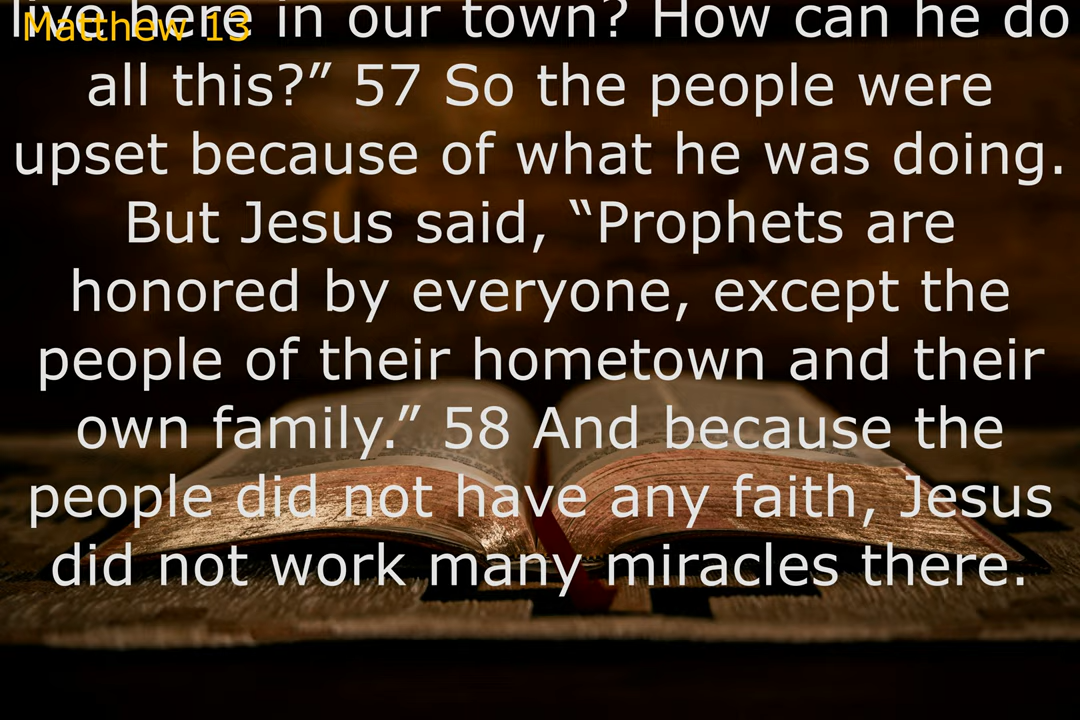 Matthew 13
live here in our town? How can he do
all this?” 57 So the people were
upset because of what he was doing.
But Jesus said, “Prophets are
honored by everyone, except the
people of their hometown and their
own family.” 58 And because the
people did not have any faith, Jesus
did not work many miracles there.